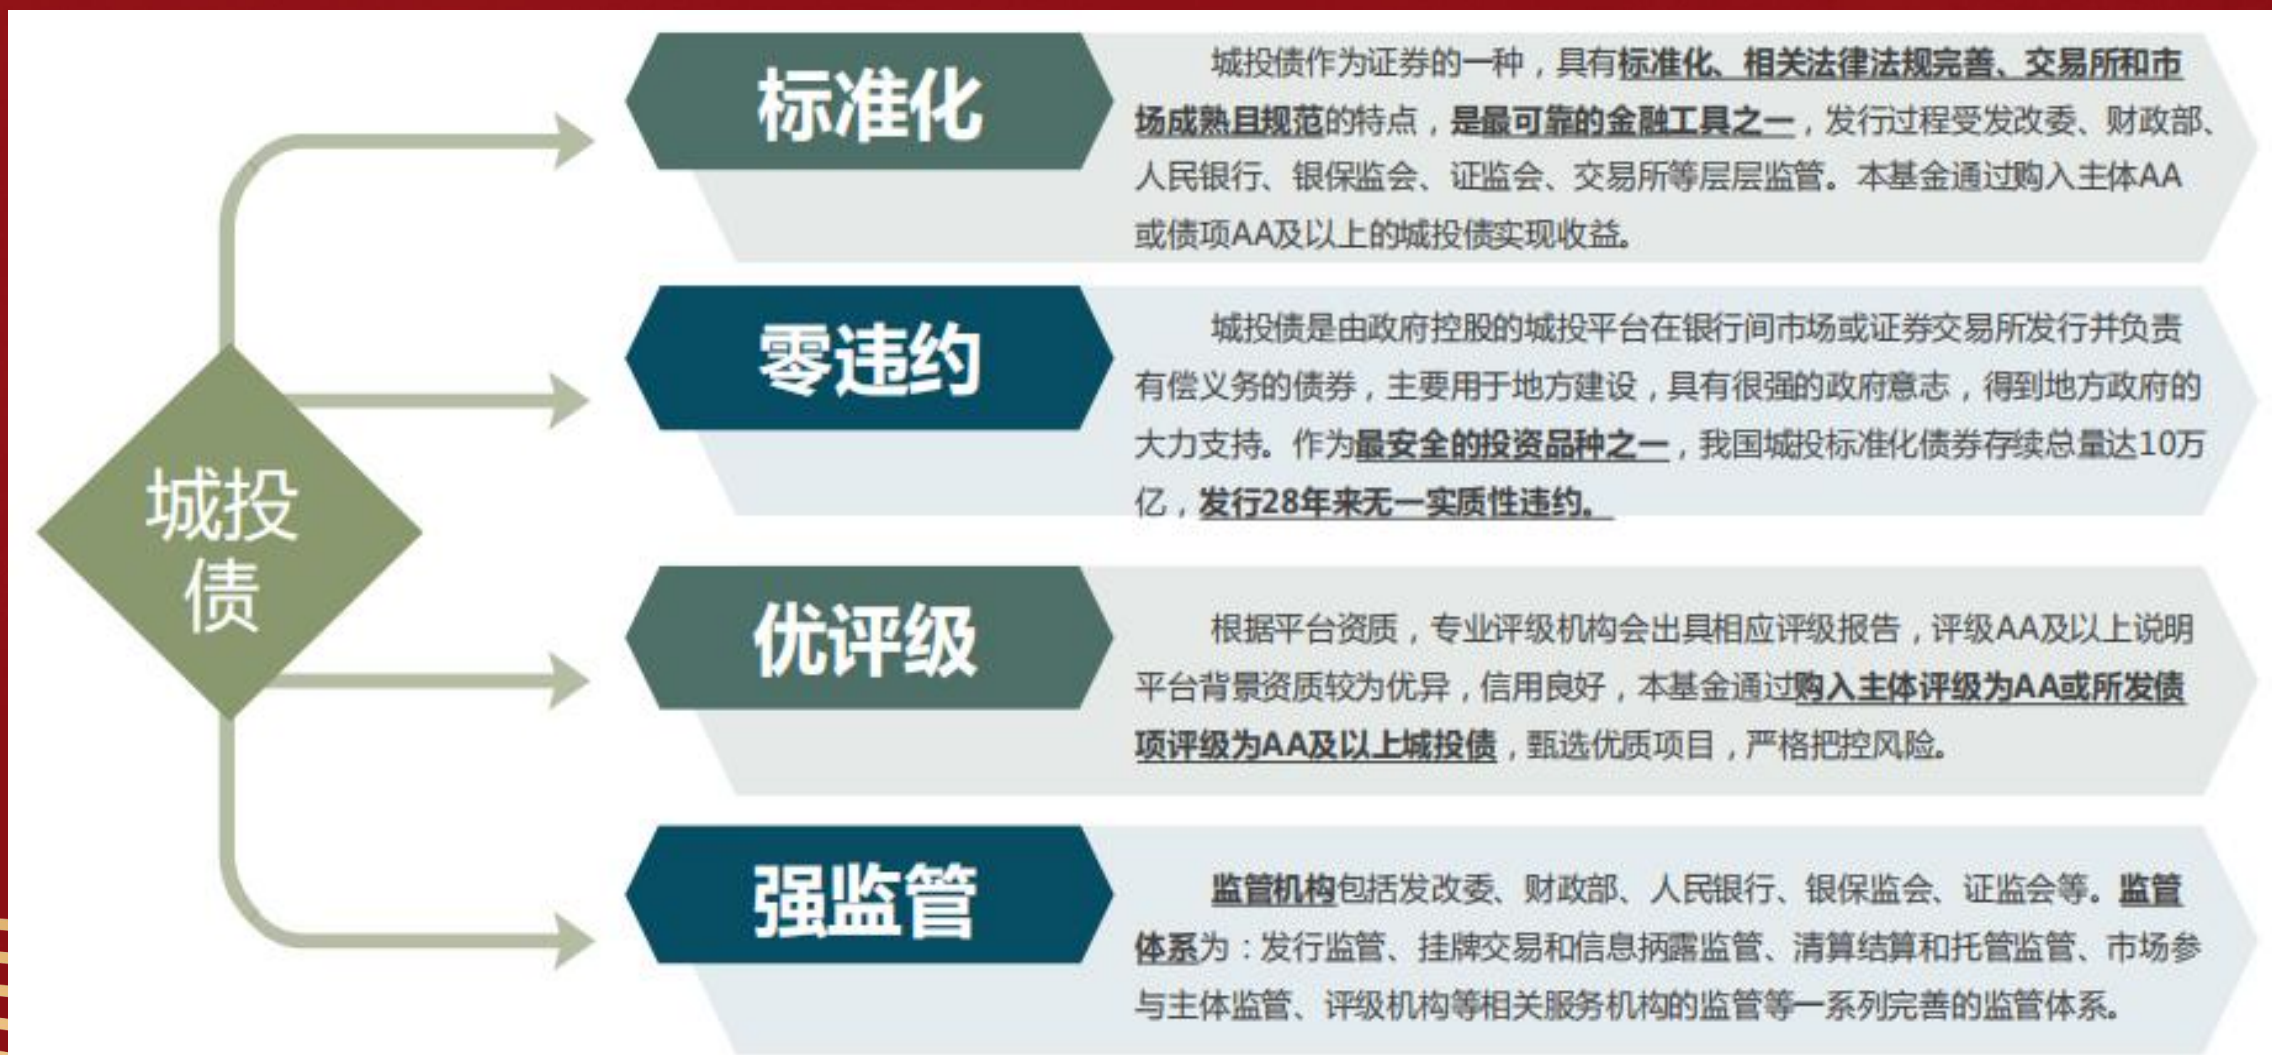 城投
债
标准化
城投债作为证券的一种，具有标准化、相关法律法规完善、交易所和市
场成熟且规范的特点，是最可靠的金融工具之一，发行过程受发改委、财政部、
人民银行、银保监会、证监会、交易所等层层监管。本基金通过购入主体AA
或债项AA及以上的城投债实现收益。
零违约
城投债是由政府控股的城投平台在银行间市场或证券交易所发行并负责
有偿义务的债券，主要用于地方建设，具有很强的政府意志，得到地方政府的
大力支持。作为最安全的投资品种之一，我国城投标准化债券存续总量达10万
亿，发行28年来无一实质性违约。
优评级
根据平台资质，专业评级机构会出具相应评级报告，评级AA及以上说明
平台背景资质较为优异，信用良好，本基金通过购入主体评级为AA或所发债
项评级为AA及以上城投债，甄选优质项目，严格把控风险。
强监管
监管机构包括发改委、财政部、人民银行、银保监会、证监会等。监管
体系为：发行监管、挂牌交易和信息抦露监管、清算结算和托管监管、市场参
与主体监管、评级机构等相关服务机构的监管等一系列完善的监管体系。